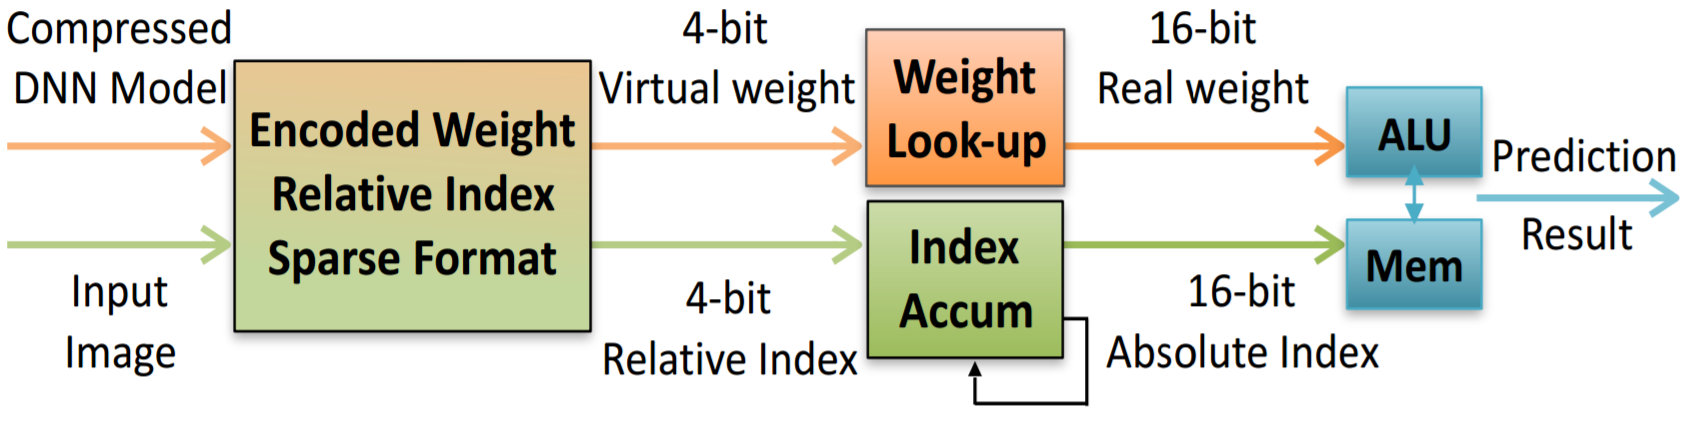 Compressed
DNN Model
Input
Image
Encoded Weight
Relative Index
Sparse Format
4-bit
Virtual weight
4-bit
Relative Index
Weight
Look-up
Index
Accum
16-bit
Real weight
16-bit
Absolute Index
ALU
Mem
Prediction
Result